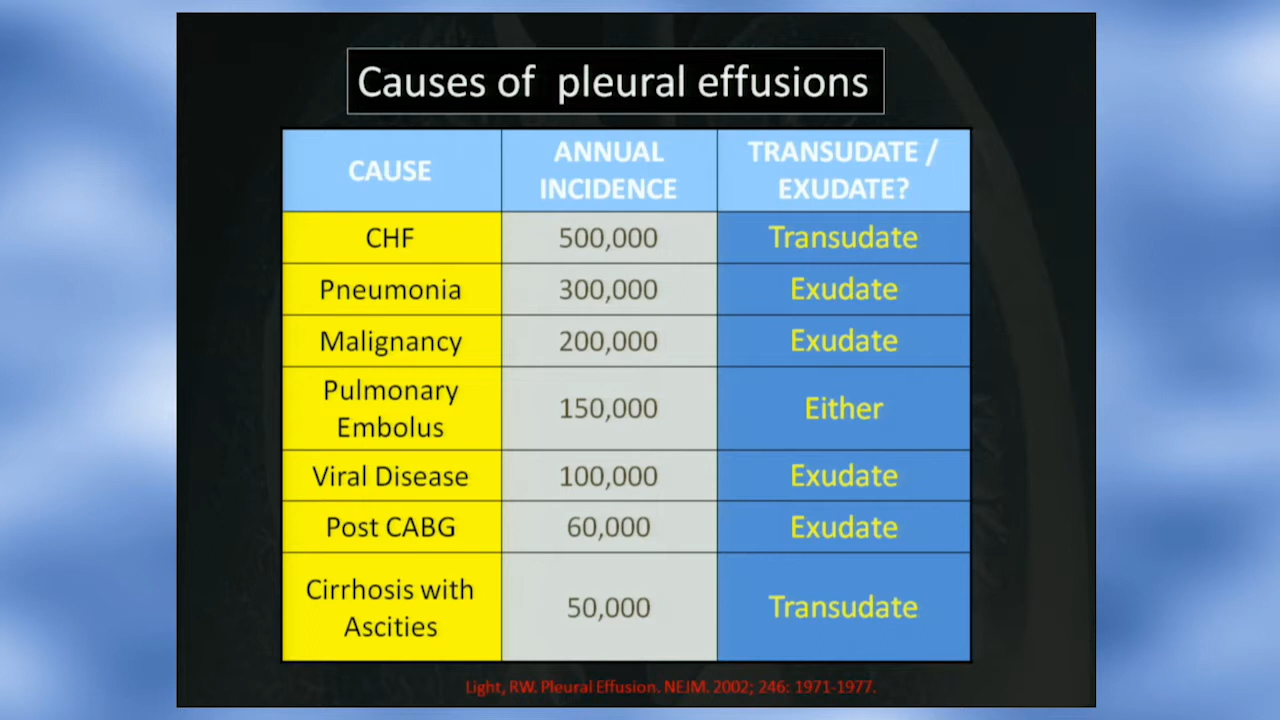 Causes of pleural effusions
CAUSE
ANNUAL
INCIDENCE
TRANSUDATE /
EXUDATE?
CHF
500,000
Transudate
Pneumonia
300,000
Exudate
Malignancy
200,000
Exudate
Pulmonary
Embolus
150,000
Either
Viral Disease
100,000
Exudate
Post CABG
60,000
Exudate
Cirrhosis with
Ascities
50,000
Transudate
Light, RW. Pleural Effusion. NEJM. 2002; 246: 1971-1977.